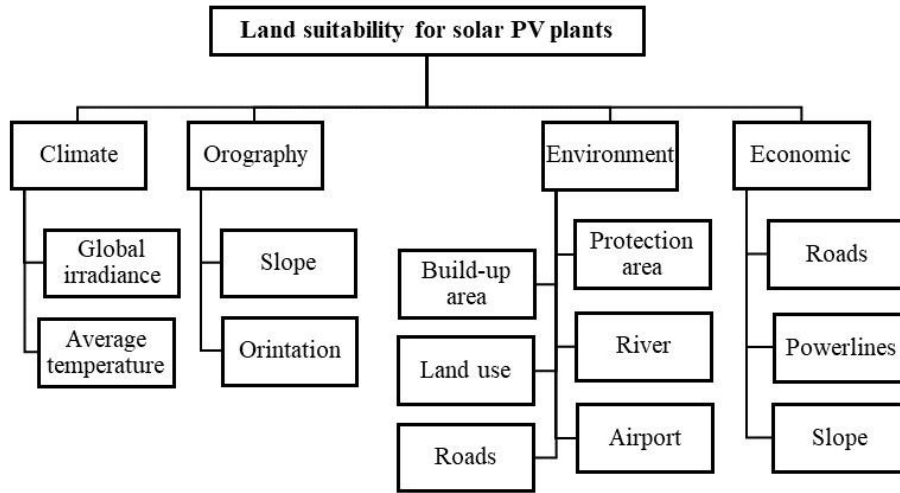 Land suitability for solar PV plants
Climate
Orography
Environment
Economic
Global
irradiance
Average
temperature
Slope
Orintation
Build-up
area
Land use
Roads
Protection
area
River
Airport
Roads
Powerlines
Slope